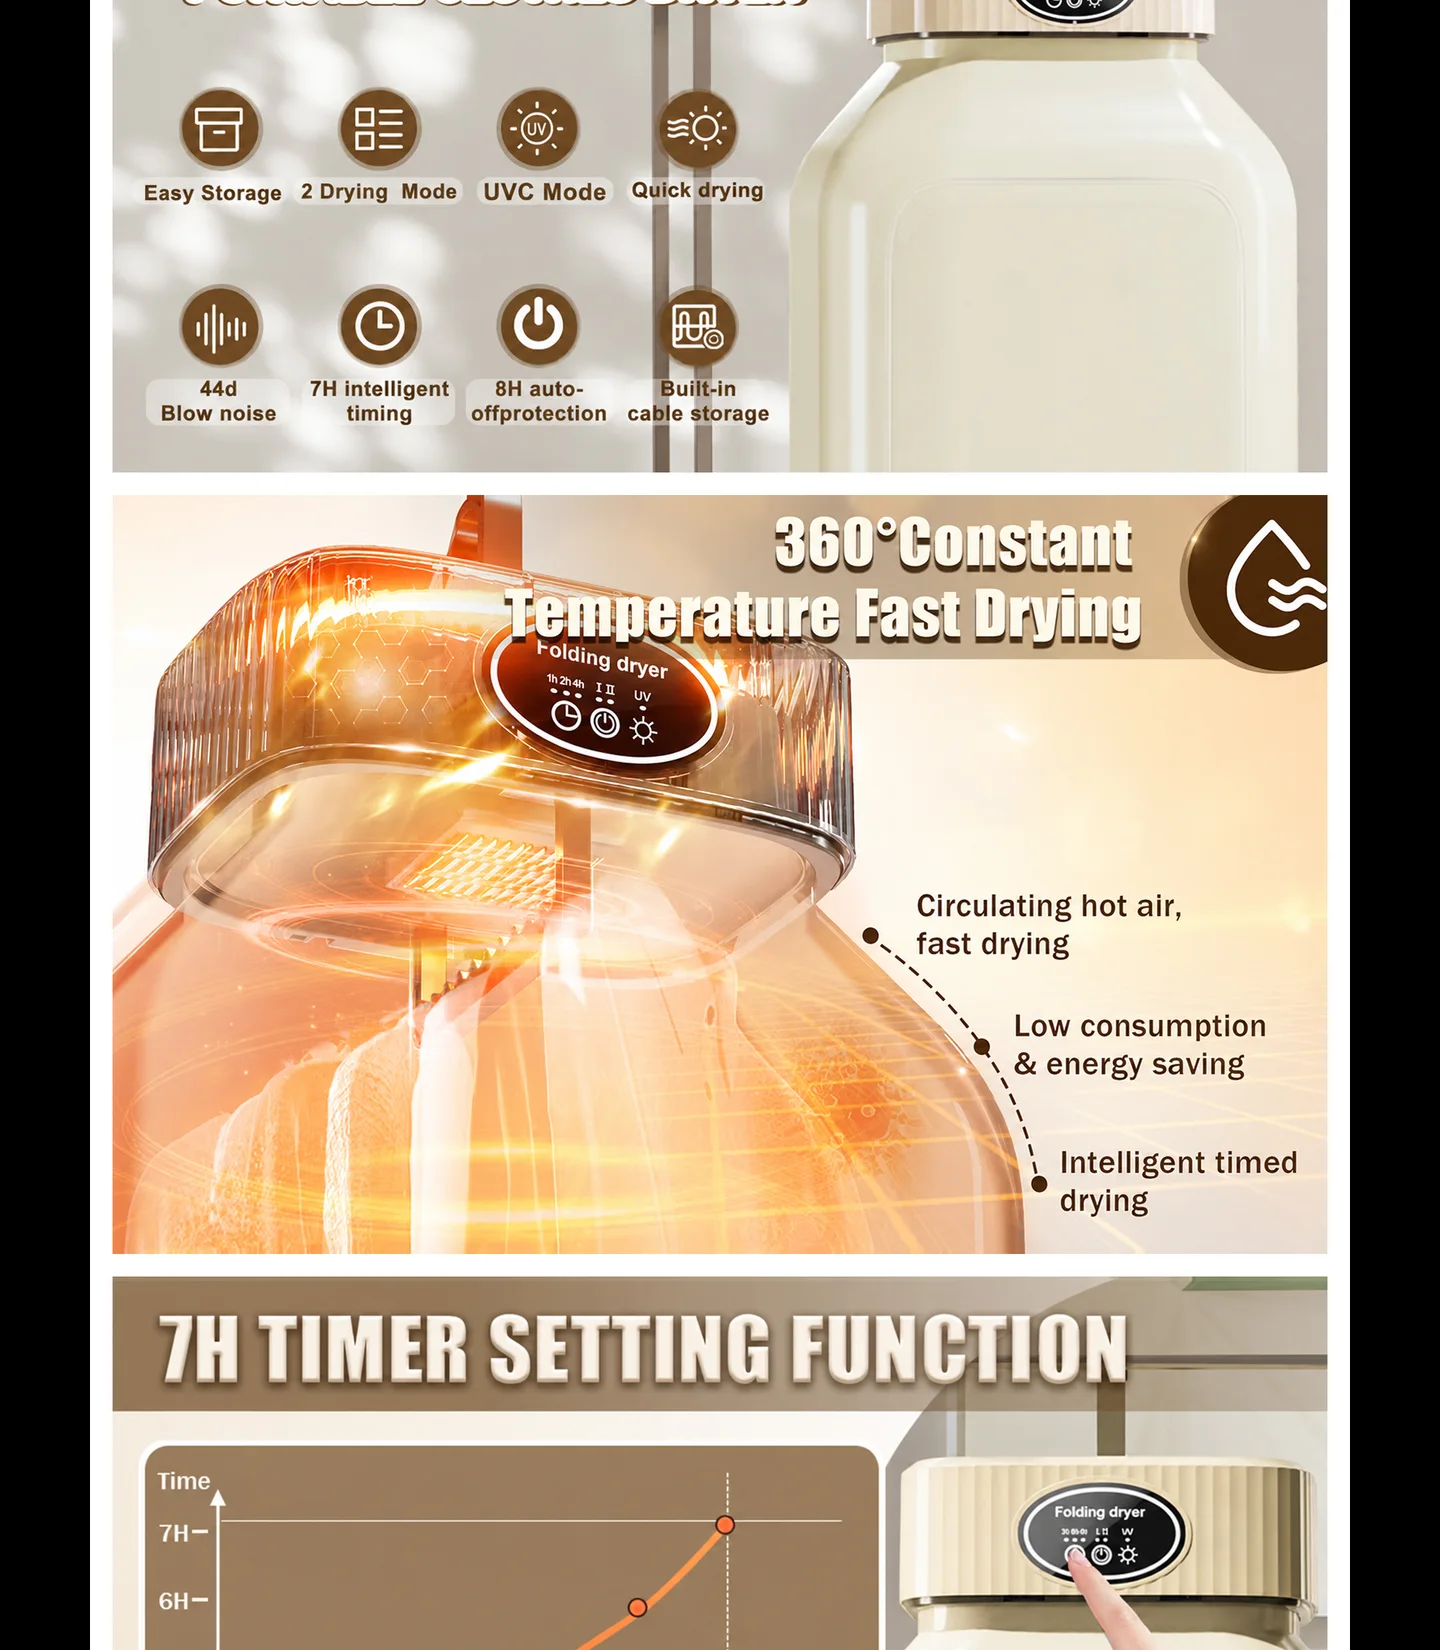 UV
Easy Storage
2 Drying Mode
UVC Mode
Quick drying
44d
Blow noise
7H intelligent
timing
8H auto-
offprotection
Built-in
cable storage
360°Constant
Temperature Fast Drying
Folding dryer
1h 2h 4h I II UV
Circulating hot air,
fast drying
Low consumption
& energy saving
Intelligent timed
drying
7H TIMER SETTING FUNCTION
Time
7H
6H
Folding dryer